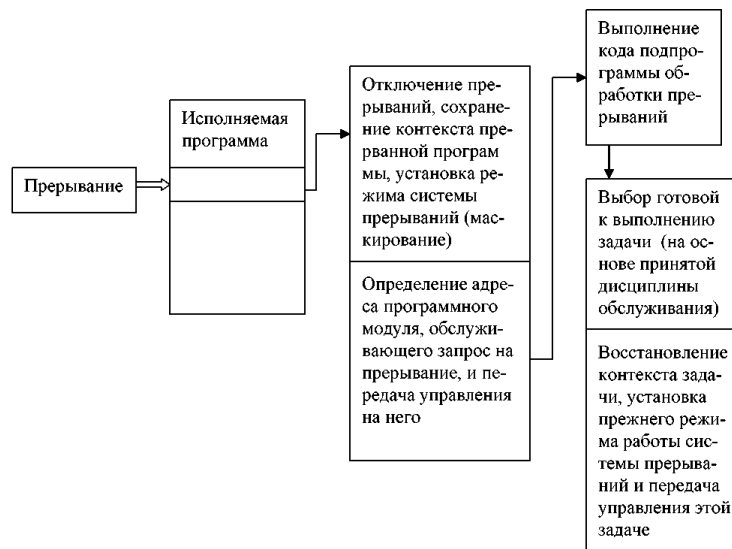 Прерывание
Исполняемая
программа
Отключение пре-
рываний, сохране-
ние контекста пре-
рванной програм
мы, установка ре-
жима системы
прерываний (мас-
кирование)
Определение адре-
са программного
модуля, обслужи-
вающего запрос на
прерывание, и пе-
редача управления
на него
Выполнение
кода подпро-
граммы об-
работки пре-
рываний
Выбор готовой
к выполнению
задачи (на ос-
нове принятой
дисциплины
обслуживания)
Восстановление
контекста зада-
чи, установка
прежнего режи-
ма работы сис-
темы прерыва-
ний и передача
управления этой
задаче